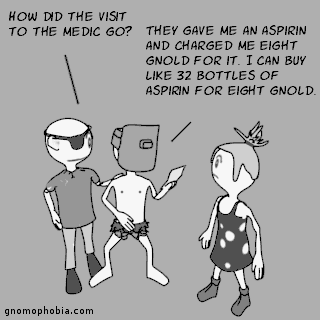 HOW DID THE VISIT
TO THE MEDIC GO?
THEY GAVE ME AN ASPIRIN
AND CHARGED ME EIGHT
GNOLD FOR IT. I CAN BUY
LIKE 32 BOTTLES OF
ASPIRIN FOR EIGHT GNOLD.
gnomophobia.com